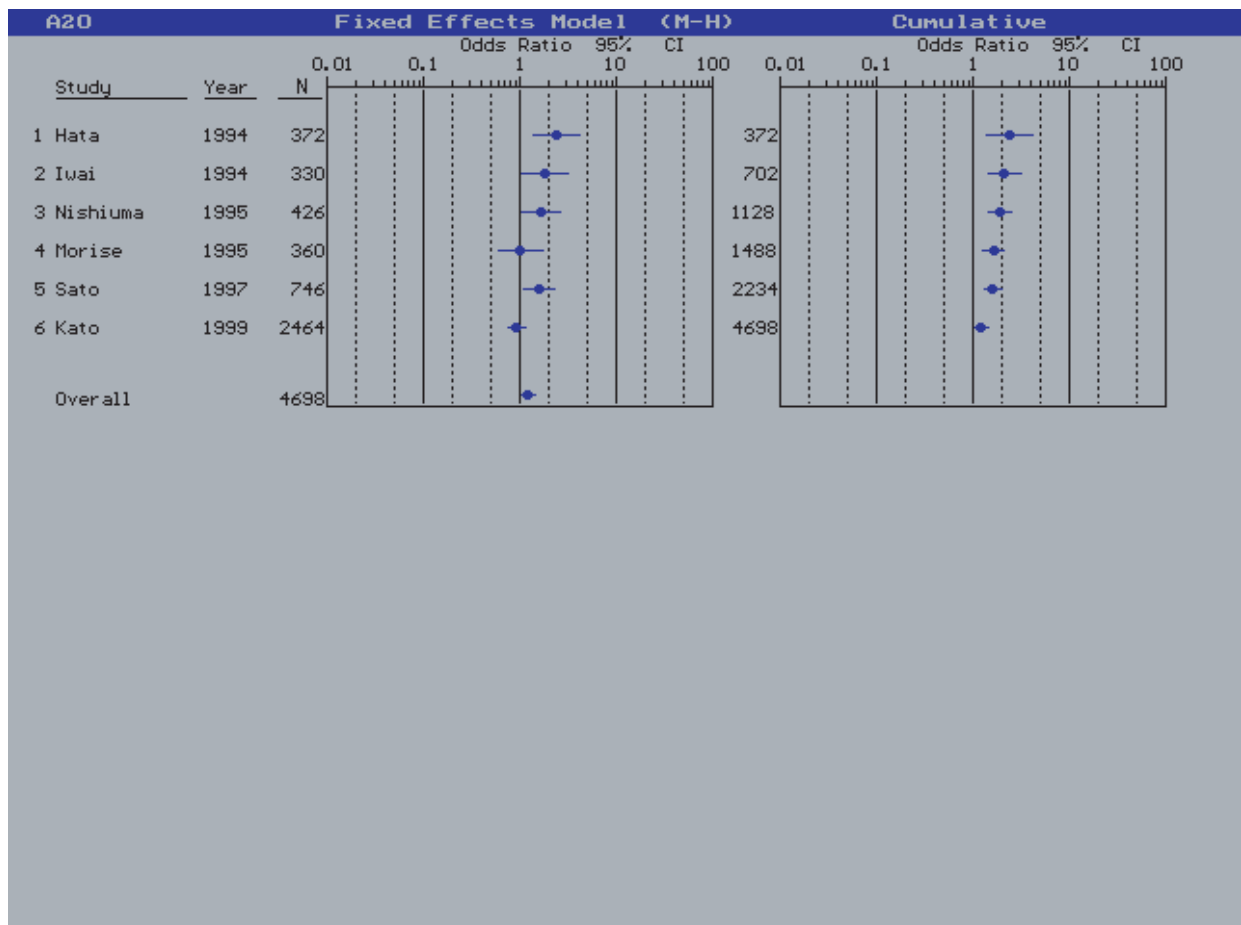 A20 Fixed Effects Model (M-H) Cumulative
Odds Ratio 95% CI Odds Ratio 95% CI
0.01 0.1 1 10 100 0.01 0.1 1 10 100
Study Year N
1 Hata 1994 372 372
2 Iwai 1994 330 702
3 Nishiuma 1995 426 1128
4 Morise 1995 360 1488
5 Sato 1997 746 2234
6 Kato 1999 2464 4698
Overall 4698